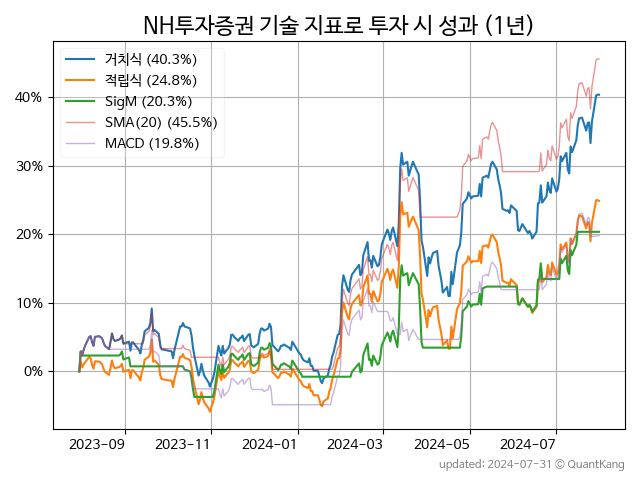 NH투자증권 기술 지표로 투자 시 성과 (1년)
거치식 (40.3%)
적립식 (24.8%)
SigM (20.3%)
SMA(20) (45.5%)
MACD (19.8%)
40%
30%
20%
10%
0%
2023-09 2023-11 2024-01 2024-03 2024-05 2024-07
updated: 2024-07-31 © QuantKang